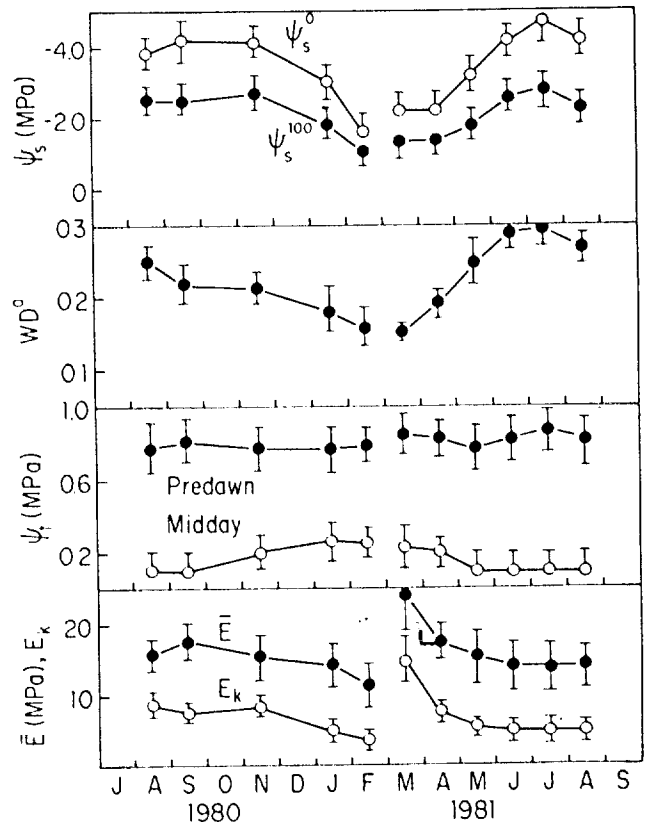 -4.0
-2.0
0
ψs (MPa)
ψs⁰
ψs¹⁰⁰
0.3
0.2
0.1
WDᵒ
1.0
0.6
0.2
ψt (MPa)
Predawn
Midday
20
10
Ē (MPa), Ek
Ē
Ek
J A S O N D J F M A M J J A S
1980 1981